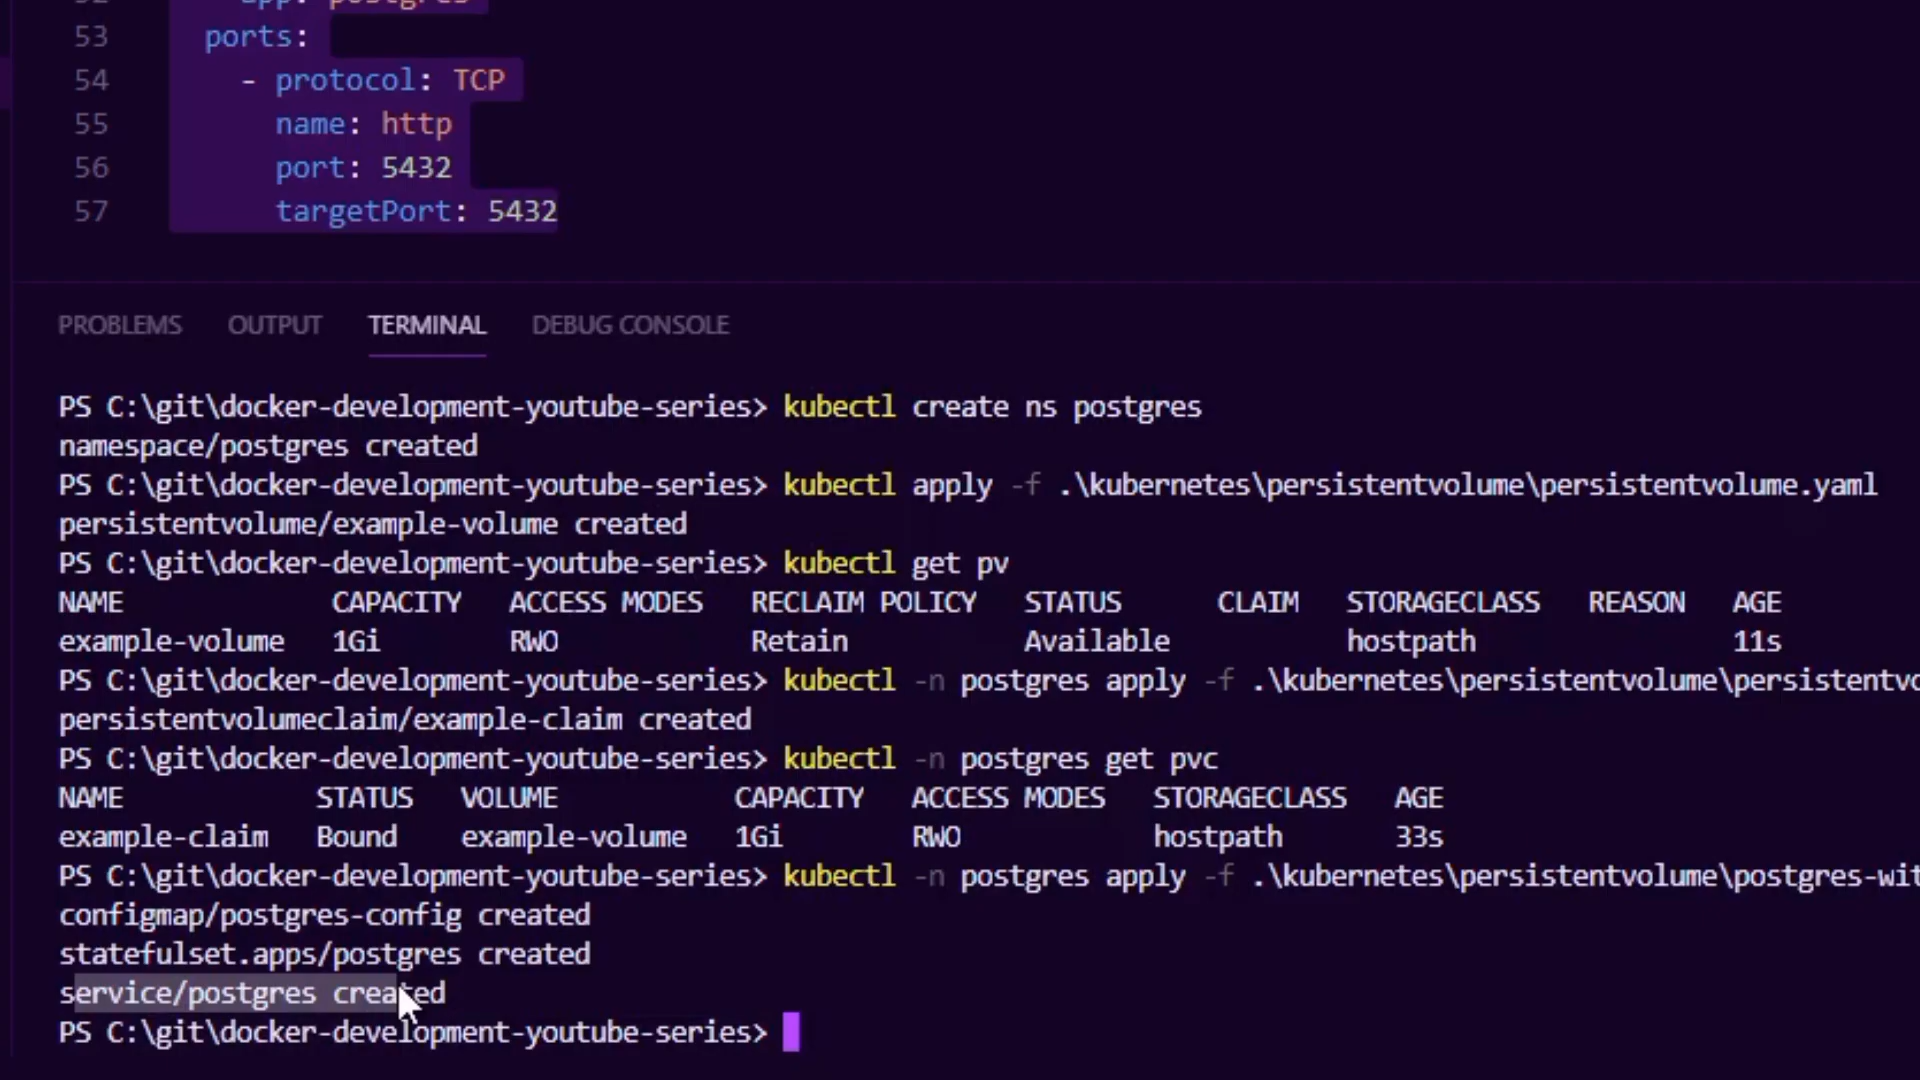 52 app: postgres
53 ports:
54 - protocol: TCP
55 name: http
56 port: 5432
57 targetPort: 5432
PROBLEMS OUTPUT TERMINAL DEBUG CONSOLE
PS C:\git\docker-development-youtube-series> kubectl create ns postgres
namespace/postgres created
PS C:\git\docker-development-youtube-series> kubectl apply -f .\kubernetes\persistentvolume\persistentvolume.yaml
persistentvolume/example-volume created
PS C:\git\docker-development-youtube-series> kubectl get pv
NAME CAPACITY ACCESS MODES RECLAIM POLICY STATUS CLAIM STORAGECLASS REASON AGE
example-volume 1Gi RWO Retain Available hostpath 11s
PS C:\git\docker-development-youtube-series> kubectl -n postgres apply -f .\kubernetes\persistentvolume\persistentvo
persistentvolumeclaim/example-claim created
PS C:\git\docker-development-youtube-series> kubectl -n postgres get pvc
NAME STATUS VOLUME CAPACITY ACCESS MODES STORAGECLASS AGE
example-claim Bound example-volume 1Gi RWO hostpath 33s
PS C:\git\docker-development-youtube-series> kubectl -n postgres apply -f .\kubernetes\persistentvolume\postgres-wit
configmap/postgres-config created
statefulset.apps/postgres created
service/postgres created
PS C:\git\docker-development-youtube-series>